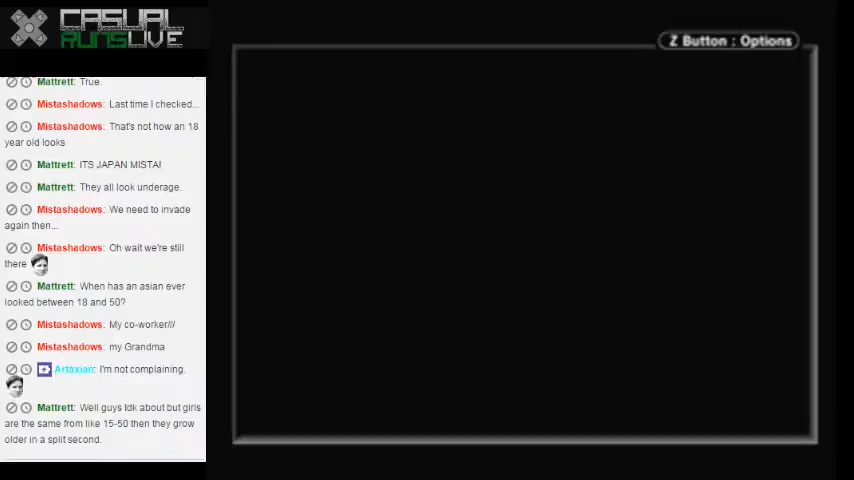 CASUAL
RUNSLIVE
Z Button : Options
Mattrett: True.
Mistashadows: Last time I checked...
Mistashadows: That's not how an 18
year old looks
Mattrett: ITS JAPAN MISTA!
Mattrett: They all look underage.
Mistashadows: We need to invade
again then...
Mistashadows: Oh wait we're still
there
Mattrett: When has an asian ever
looked between 18 and 50?
Mistashadows: My co-worker///
Mistashadows: my Grandma
Artaxian: I'm not complaining.
Mattrett: Well guys Idk about but girls
are the same from like 15-50 then they grow
older in a split second.